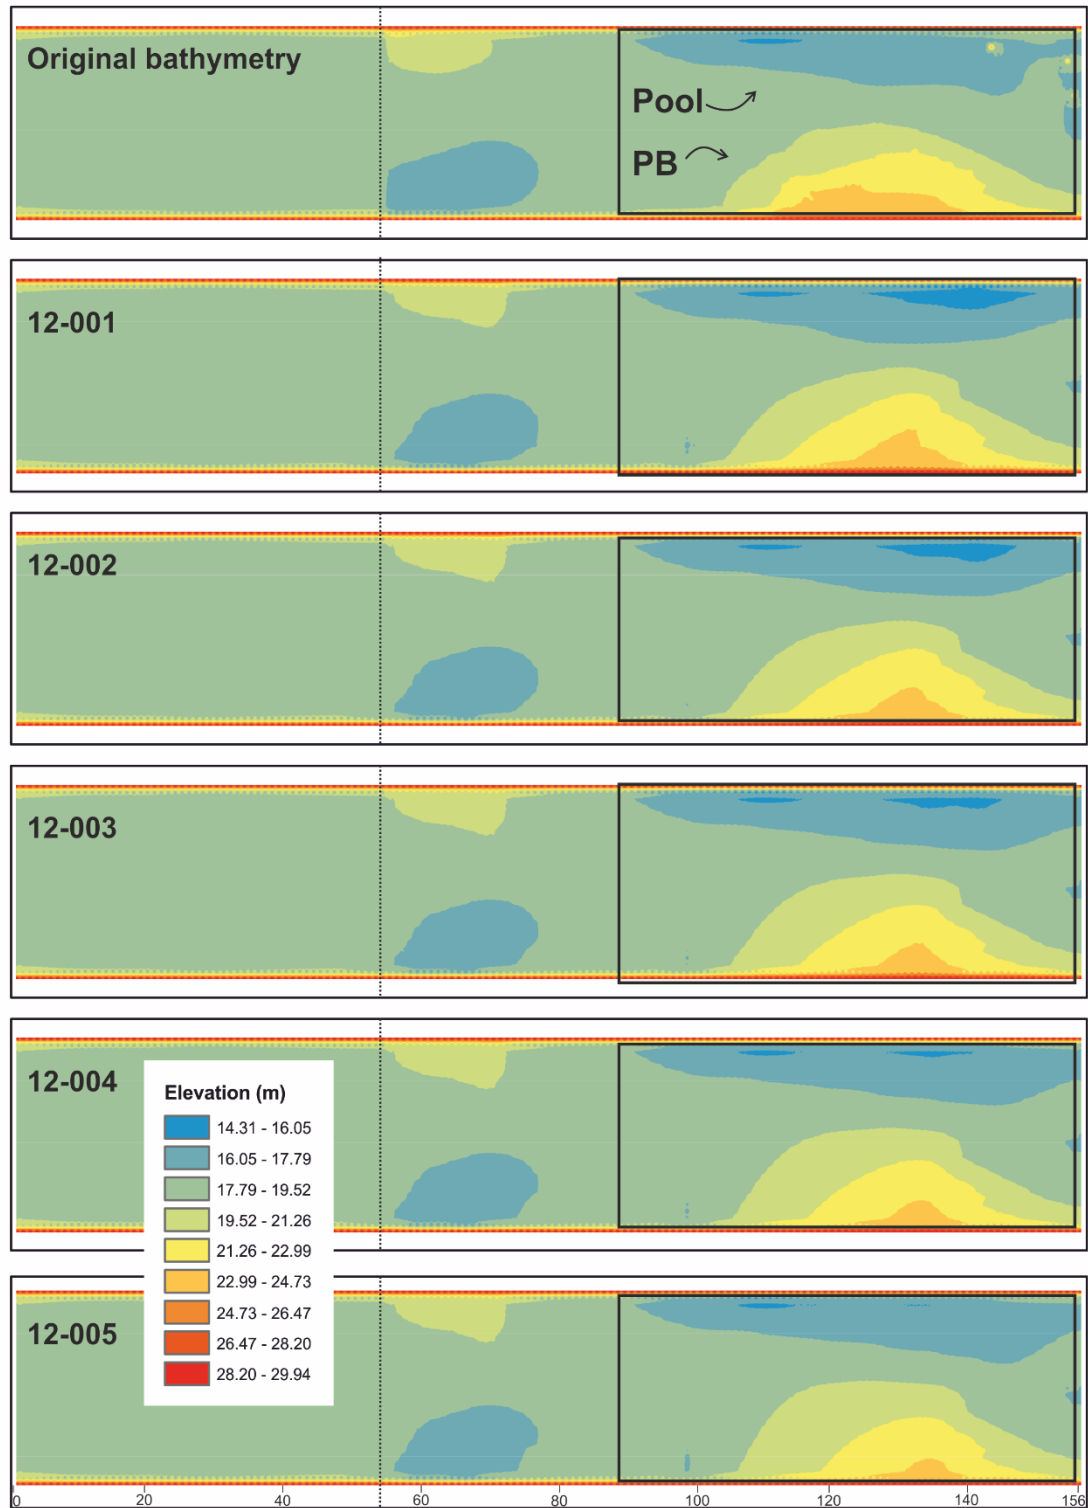 Original bathymetry
Pool
PB
12-001
12-002
12-003
12-004
Elevation (m)
14.31 - 16.05
16.05 - 17.79
17.79 - 19.52
19.52 - 21.26
21.26 - 22.99
22.99 - 24.73
24.73 - 26.47
26.47 - 28.20
28.20 - 29.94
12-005
0 20 40 60 80 100 120 140 156